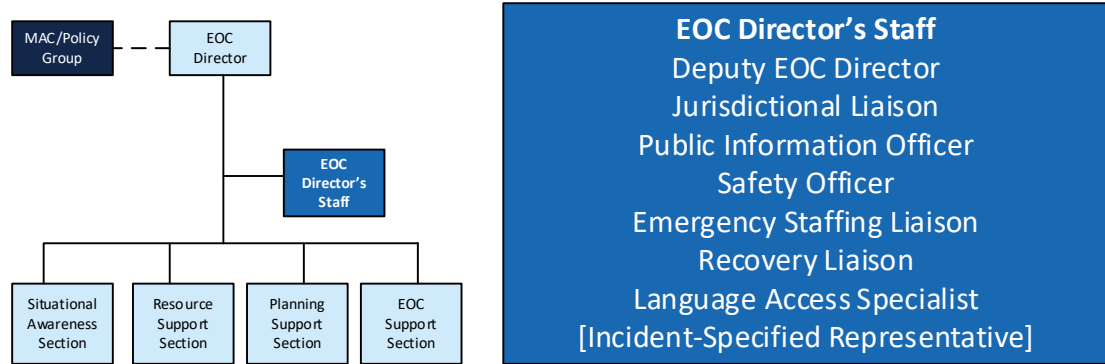 MAC/Policy
Group
EOC
Director
EOC
Director's
Staff
Situational
Awareness
Section
Resource
Support
Section
Planning
Support
Section
EOC
Support
Section
EOC Director's Staff
Deputy EOC Director
Jurisdictional Liaison
Public Information Officer
Safety Officer
Emergency Staffing Liaison
Recovery Liaison
Language Access Specialist
[Incident-Specified Representative]